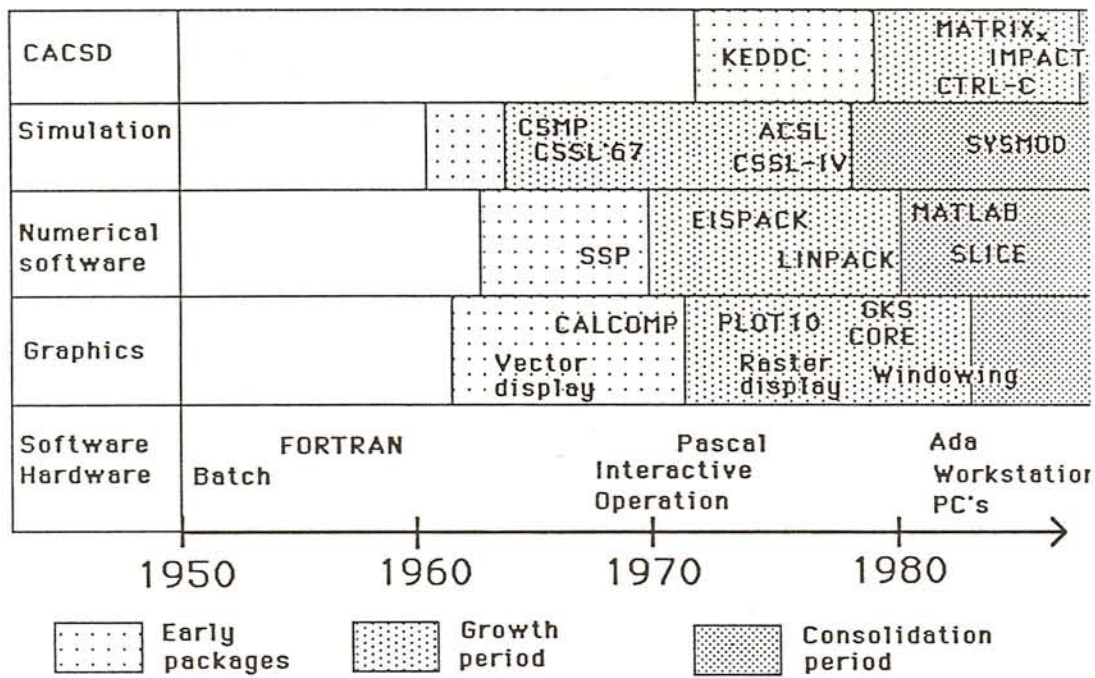 CACSD
KEDDC
MATRIXx
IMPACT
CTRL-C
Simulation
CSMP
CSSL'67
ACSL
CSSL-IV
SYSMOD
Numerical
software
SSP
EISPACK
LINPACK
MATLAB
SLICE
Graphics
CALCOMP
Vector
display
PLOT10
Raster
display
GKS
CORE
Windowing
Software
Hardware
FORTRAN
Batch
Pascal
Interactive
Operation
Ada
Workstation
PC's
1950 1960 1970 1980
Early
packages
Growth
period
Consolidation
period